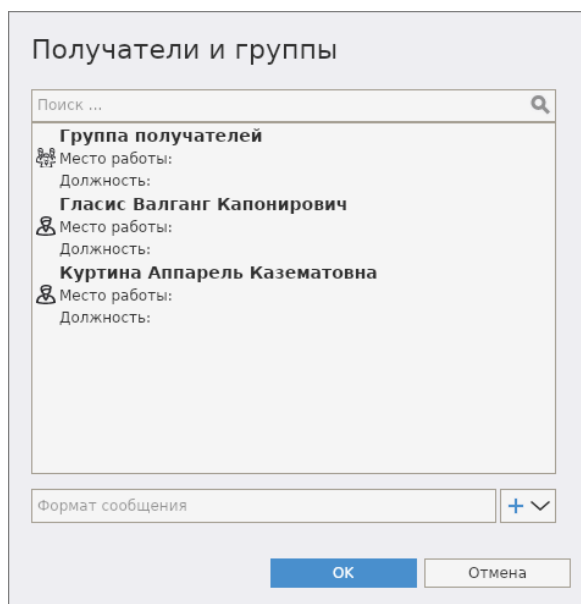 Получатели и группы
Поиск ...
Группа получателей
Место работы:
Должность:
Гласис Валганг Капонирович
Место работы:
Должность:
Куртина Аппарель Казематовна
Место работы:
Должность:
Формат сообщения
ОК
Отмена